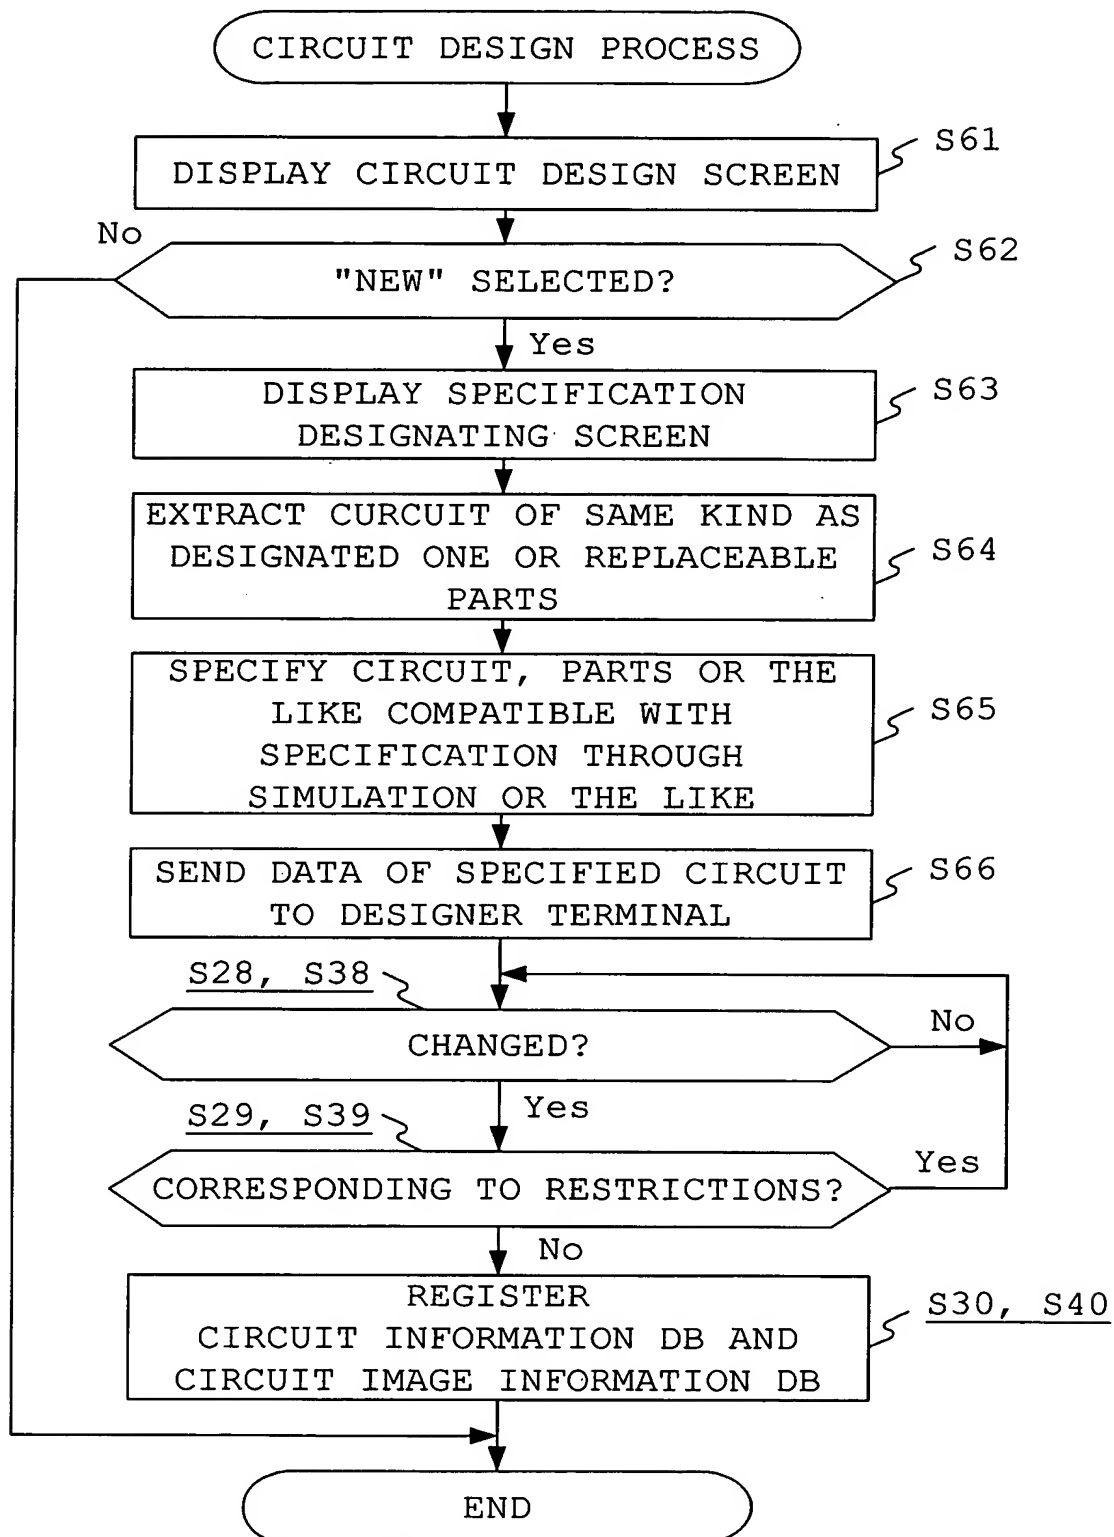 CIRCUIT DESIGN PROCESS
S61
DISPLAY CIRCUIT DESIGN SCREEN
No
S62
"NEW" SELECTED?
Yes
S63
DISPLAY SPECIFICATION
DESIGNATING SCREEN
EXTRACT CURCUIT OF SAME KIND AS
DESIGNATED ONE OR REPLACEABLE
PARTS
S64
SPECIFY CIRCUIT, PARTS OR THE
LIKE COMPATIBLE WITH
SPECIFICATION THROUGH
SIMULATION OR THE LIKE
S65
SEND DATA OF SPECIFIED CIRCUIT
TO DESIGNER TERMINAL
S66
S28, S38
CHANGED?
No
Yes
S29, S39
CORRESPONDING TO RESTRICTIONS?
Yes
No
REGISTER
CIRCUIT INFORMATION DB AND
CIRCUIT IMAGE INFORMATION DB
S30, S40
END